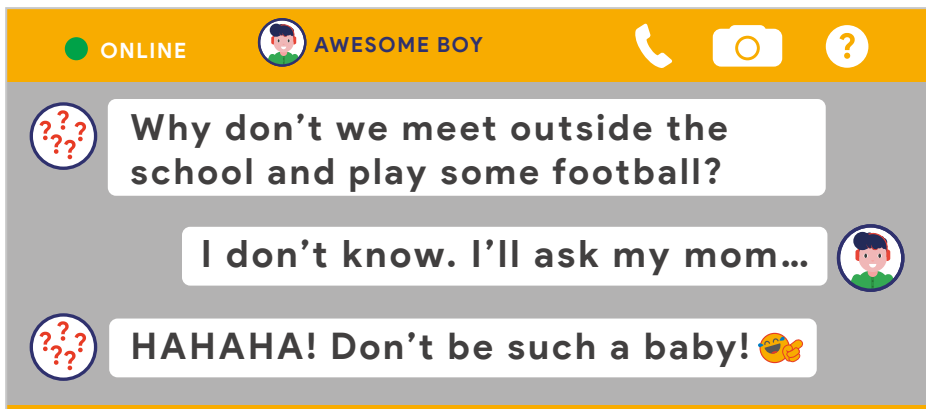 ONLINE
AWESOME BOY
?
? ? ? ? ? ?
Why don’t we meet outside the
school and play some football?
I don’t know. I’ll ask my mom...
? ? ? ? ? ?
HAHAHA! Don’t be such a baby!